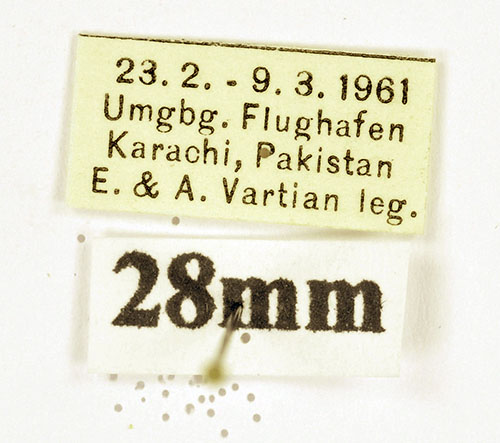 23. 2. - 9. 3. 1961
Umgbg. Flughafen
Karachi, Pakistan
E. & A. Vartian leg.
28mm